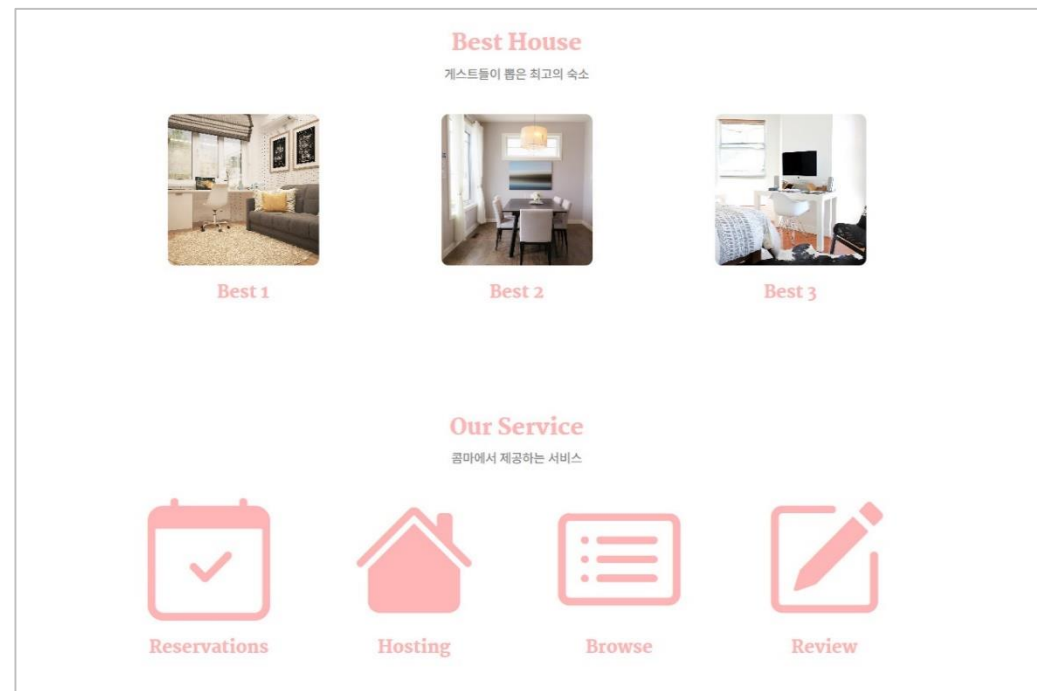 Best House
게스트들이 뽑은 최고의 숙소
Best 1
Best 2
Best 3
Our Service
콤마에서 제공하는 서비스
Reservations
Hosting
Browse
Review